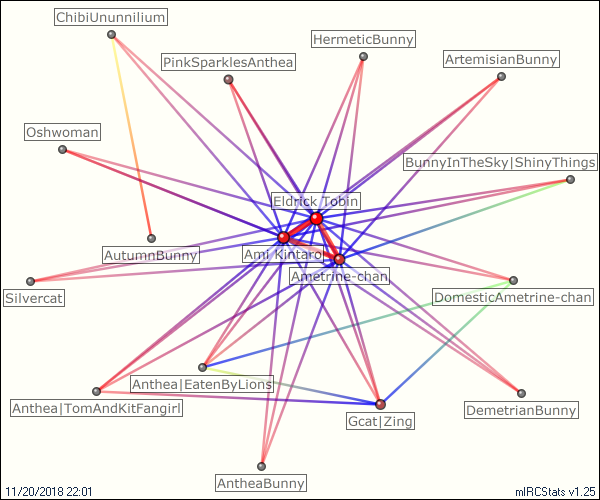 ChibiUnunnilium
PinkSparklesAnthea
HermeticBunny
ArtemisianBunny
Oshwoman
BunnyInTheSky|ShinyThings
Eldrick Tobin
AutumnBunny
Ami Kintaro
Ametrine-chan
Silvercat
DomesticAmetrine-chan
Anthea|EatenByLions
Anthea|TomAndKitFangirl
Gcat|Zing
DemetrianBunny
AntheaBunny
11/20/2018 22:01
mIRCStats v1.25